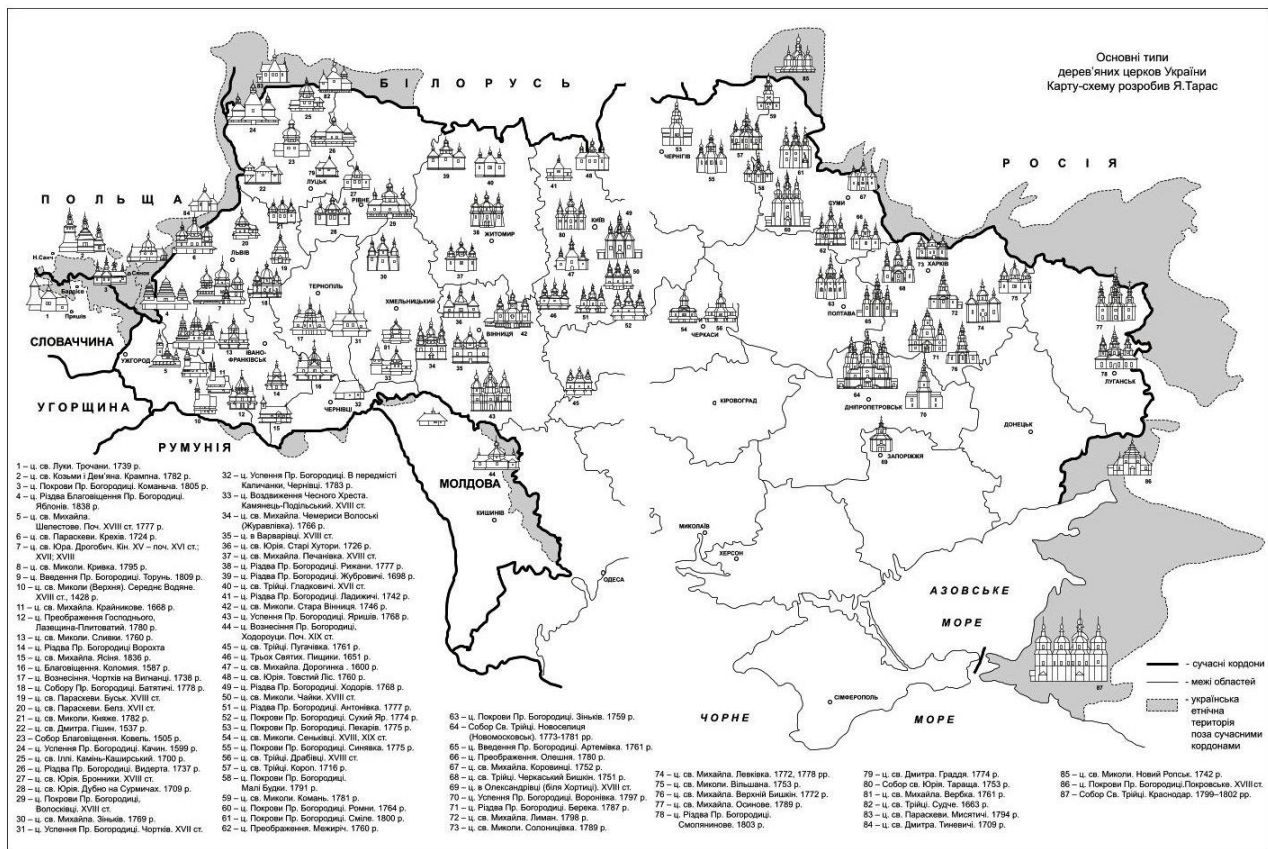 Основні типи
дерев'яних церков України
Карту-схему розробив Я.Тарас
БІЛОРУСЬ
РОСІЯ
ПОЛЬЩА
СЛОВАЧЧИНА
УГОРЩИНА
РУМУНІЯ
МОЛДОВА
Н.Санч
Сянок
Бардієв
Пряшів
ЛУЦЬК
РІВНЕ
ЖИТОМИР
КИЇВ
ЧЕРНІГІВ
СУМИ
ХАРКІВ
ПОЛТАВА
ЛЬВІВ
ТЕРНОПІЛЬ
ХМЕЛЬНИЦЬКИЙ
ВІННИЦЯ
ЧЕРКАСИ
УЖГОРОД
ІВАНО-
ФРАНКІВСЬК
ЧЕРНІВЦІ
КІРОВОГРАД
ДНІПРОПЕТРОВСЬК
ЛУГАНСЬК
ДОНЕЦЬК
ЗАПОРІЖЖЯ
КИШИНІВ
МИКОЛАЇВ
ХЕРСОН
ОДЕСА
СІМФЕРОПОЛЬ
АЗОВСЬКЕ
МОРЕ
ЧОРНЕ
МОРЕ
- сучасні кордони
- межі областей
- українська
етнічна
територія
поза сучасними
кордонами
1 – ц. св. Луки. Трочани. 1739 р.
2 – ц. св. Козьми і Дем'яна. Крампна. 1782 р.
3 – ц. Покрови Пр. Богородиці. Команьча. 1805 р.
4 – ц. Різдва Благовіщення Пр. Богородиці.
Яблонів. 1838 р.
5 – ц. св. Михайла.
Шелестове. Поч. XVIII ст. 1777 р.
6 – ц. св. Параскеви. Крехів. 1724 р.
7 – ц. св. Юра. Дрогобич. Кін. XV – поч. XVI ст.;
XVII; XVIII
8 – ц. св. Миколи. Кривка. 1795 р.
9 – ц. Введення Пр. Богородиці. Торунь. 1809 р.
10 – ц. св. Миколи (Верхня). Середнє Водяне.
XVIII ст., 1428 р.
11 – ц. св. Михайла. Крайникове. 1668 р.
12 – ц. Преображення Господнього,
Лазещина-Плитоватий. 1780 р.
13 – ц. св. Миколи. Сливки. 1760 р.
14 – ц. Різдва Пр. Богородиці Ворохта
15 – ц. св. Михайла. Ясіня. 1836 р.
16 – ц. Благовіщення. Коломия. 1587 р.
17 – ц. Вознесіння. Чортків на Вигнанці. 1738 р.
18 – ц. Собору Пр. Богородиці. Батятичі. 1778 р.
19 – ц. св. Параскеви. Буськ. XVIII ст.
20 – ц. св. Параскеви. Белз. XVII ст.
21 – ц. св. Миколи. Княже. 1782 р.
22 – ц. св. Дмитра. Гішин. 1537 р.
23 – Собор Благовіщення. Ковель. 1505 р.
24 – ц. Успення Пр. Богородиці. Качин. 1599 р.
25 – ц. св. Іллі. Камінь-Каширський. 1700 р.
26 – ц. Різдва Пр. Богородиці. Видерта. 1737 р.
27 – ц. св. Юрія. Бронники. XVIII ст.
28 – ц. св. Юрія. Дубно на Сурмичах. 1709 р.
29 – ц. Покрови Пр. Богородиці,
Волосківці. XVIII ст.
30 – ц. св. Михайла. Зіньків. 1769 р.
31 – ц. Успення Пр. Богородиці. Чортків. XVII ст.
32 – ц. Успення Пр. Богородиці. В передмісті
Каличанки, Чернівці. 1783 р.
33 – ц. Воздвиження Чесного Хреста.
Камянець-Подільський. XVIII ст.
34 – ц. св. Михайла. Чемериси Волоські
(Журавлівка). 1766 р.
35 – ц. в Варварівці. XVIII ст.
36 – ц. св. Юрія. Старі Хутори. 1726 р.
37 – ц. св. Михайла. Печанівка. XVIII ст.
38 – ц. Різдва Пр. Богородиці. Рижани. 1777 р.
39 – ц. Різдва Пр. Богородиці. Жубровичі. 1698 р.
40 – ц. св. Трійці. Гладковичі. XVII ст.
41 – ц. Різдва Пр. Богородиці. Ладижичі. 1742 р.
42 – ц. св. Миколи. Стара Вінниця. 1746 р.
43 – ц. Успення Пр. Богородиці. Яришів. 1768 р.
44 – ц. Вознесіння Пр. Богородиці,
Ходороуци. Поч. XIX ст.
45 – ц. св. Трійці. Пугачівка. 1761 р.
46 – ц. Трьох Святих. Пищики. 1651 р.
47 – ц. св. Михайла. Дорогинка . 1600 р.
48 – ц. св. Юрія. Товстий Ліс. 1760 р.
49 – ц. Різдва Пр. Богородиці. Ходорів. 1768 р.
50 – ц. св. Миколи. Чайки. XVIII ст.
51 – ц. Різдва Пр. Богородиці. Антонівка. 1777 р.
52 – ц. Покрови Пр. Богородиці. Сухий Яр. 1774 р.
53 – ц. Покрови Пр. Богородиці. Пекарів. 1775 р.
54 – ц. св. Миколи. Сеньківці. XVIII, XIX ст.
55 – ц. Покрови Пр. Богородиці. Синявка. 1775 р.
56 – ц. св. Трійці. Драбівці. XVIII ст.
57 – ц. св. Трійці. Короп. 1716 р.
58 – ц. Покрови Пр. Богородиці.
Малі Будки. 1791 р.
59 – ц. св. Миколи. Комань. 1781 р.
60 – ц. Покрови Пр. Богородиці. Ромни. 1764 р.
61 – ц. Покрови Пр. Богородиці. Сміле. 1800 р.
62 – ц. Преображення. Межиріч. 1760 р.
63 – ц. Покрови Пр. Богородиці. Зіньків. 1759 р.
64 – Собор Св. Трійці. Новоселиця
(Новомосковськ). 1773-1781 рр.
65 – ц. Введення Пр. Богородиці. Артемівка. 1761 р.
66 – ц. Преображення. Олешня. 1780 р.
67 – ц. св. Миколи. Коровинці. 1752 р.
68 – ц. св. Трійці. Черкаський Бишкін. 1751 р.
69 – ц. в Олександрівці (біля Хортиці). XVIII ст.
70 – ц. Успення Пр. Богородиці. Воронівка. 1797 р.
71 – ц. Різдва Пр. Богородиці. Берека. 1787 р.
72 – ц. св. Михайла. Лиман. 1798 р.
73 – ц. св. Миколи. Солоницівка. 1789 р.
74 – ц. св. Михайла. Левківка. 1772, 1778 рр.
75 – ц. св. Миколи. Вільшана. 1753 р.
76 – ц. св. Михайла. Верхній Бишкін. 1772 р.
77 – ц. св. Михайла. Осинове. 1789 р.
78 – ц. Різдва Пр. Богородиці.
Смолянинове. 1803 р.
79 – ц. св. Дмитра. Граддя. 1774 р.
80 – Собор св. Юрія. Тараща. 1753 р.
81 – ц. св. Михайла. Вербка. 1761 р.
82 – ц. св. Трійці. Судче. 1663 р.
83 – ц. св. Параскеви. Мисятичі. 1794 р.
84 – ц. св. Дмитра. Тиневичі. 1709 р.
85 – ц. св. Миколи. Новий Ропськ. 1742 р.
86 – ц. Покрови Пр. Богородиці.Покровське. XVIII ст.
87 – Собор Св. Трійці. Краснодар. 1799–1802 рр.